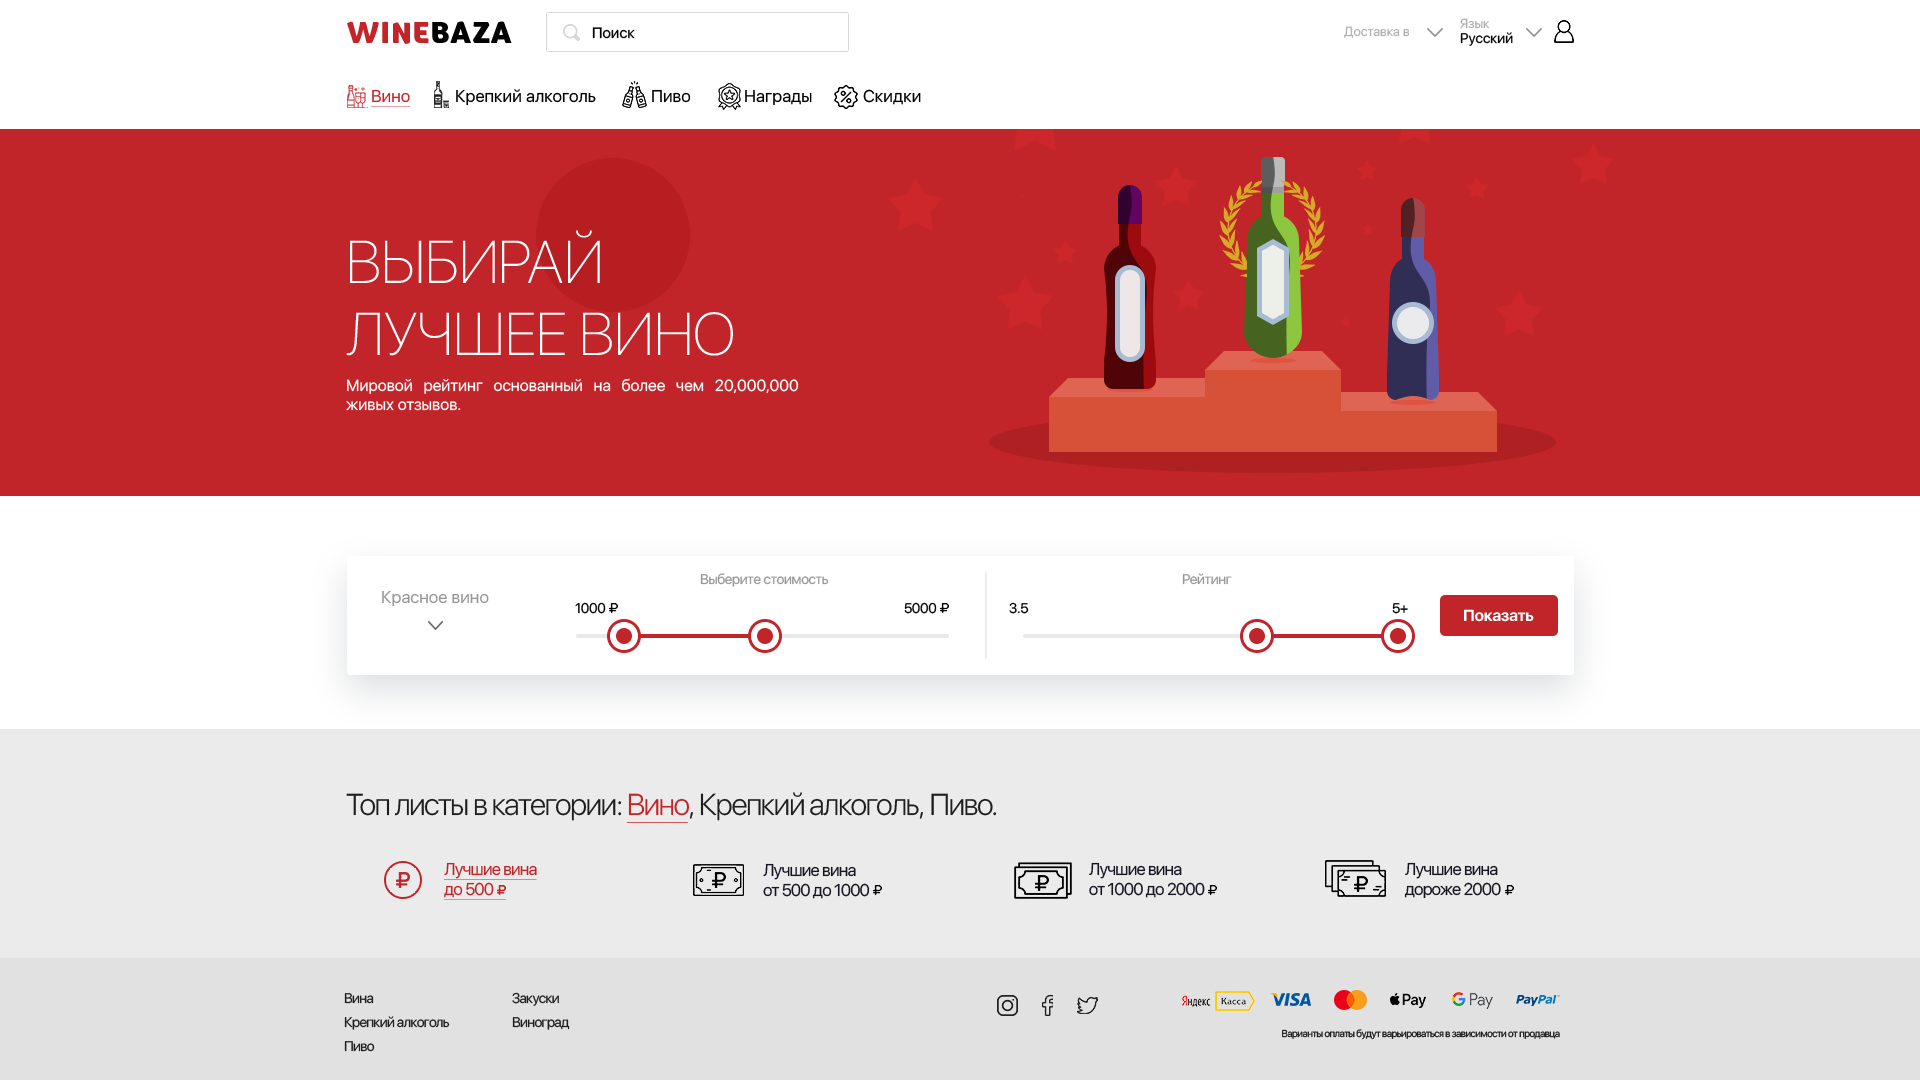 WINEBAZA
Поиск
Доставка в
Язык
Русский
Вино
Крепкий алкоголь
Пиво
Награды
Скидки
ВЫБИРАЙ
ЛУЧШЕЕ ВИНО
Мировой рейтинг основанный на более чем 20,000,000
живых отзывов.
Красное вино
Выберите стоимость
1000 ₽
5000 ₽
Рейтинг
3.5
5+
Показать
Топ листы в категории: Вино, Крепкий алкоголь, Пиво.
Лучшие вина
до 500 ₽
Лучшие вина
от 500 до 1000 ₽
Лучшие вина
от 1000 до 2000 ₽
Лучшие вина
дороже 2000 ₽
Вина
Крепкий алкоголь
Пиво
Закуски
Виноград
Яндекс Касса
VISA
Pay
G Pay
PayPal
Варианты оплаты будут варьироваться в зависимости от продавца